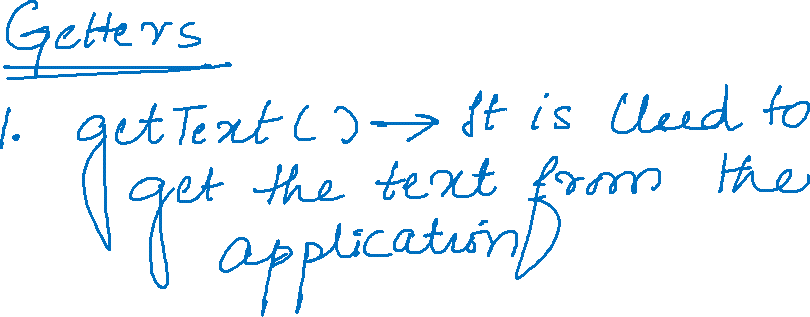 Getters
1. getText() → It is Used to
get the text from the
application